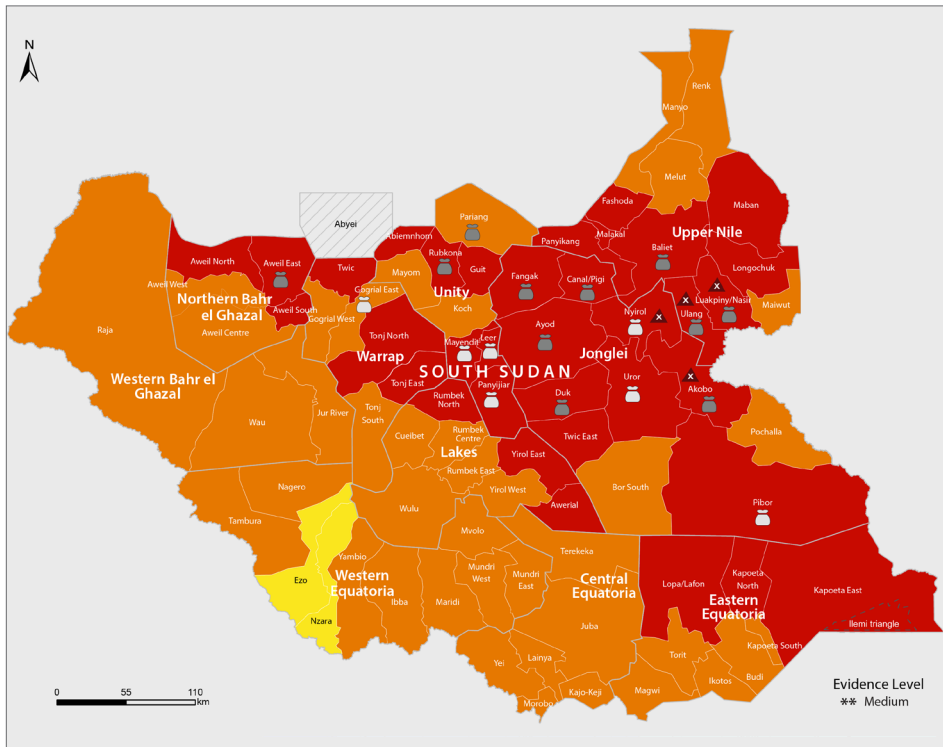 N
Renk
Manyo
Melut
Fashoda
Maban
Abyei
Pariang
Abiemnhom
Panyikang
Malakal
Upper Nile
Aweil North
Aweil East
Twic
Rubkona
Guit
Baliet
Longochuk
Aweil West
Mayom
Fangak
Canal/Pigi
Northern Bahr
el Ghazal
Gogrial East
Unity
Luakpiny/Nasir
Maiwut
Aweil South
Gogrial West
Koch
Nyirol
Ulang
Raja
Aweil Centre
Tonj North
Ayod
Mayendit
Leer
Warrap
Jonglei
SOUTH SUDAN
Western Bahr el
Ghazal
Tonj East
Panyijiar
Duk
Uror
Akobo
Rumbek
North
Jur River
Tonj
South
Wau
Cueibet
Rumbek
Centre
Twic East
Pochalla
Lakes
Yirol East
Rumbek East
Nagero
Yirol West
Bor South
Awerial
Pibor
Tambura
Wulu
Mvolo
Yambio
Terekeka
Ezo
Western
Equatoria
Mundri
West
Mundri
East
Central
Equatoria
Lopa/Lafon
Kapoeta
North
Kapoeta East
Ibba
Maridi
Eastern
Equatoria
Nzara
Juba
Ilemi triangle
Kapoeta South
Yei
Lainya
Torit
Budi
Ikotos
Kajo-Keji
Magwi
Morobo
Evidence Level
** Medium
0 55 110
km
x
x
x
x